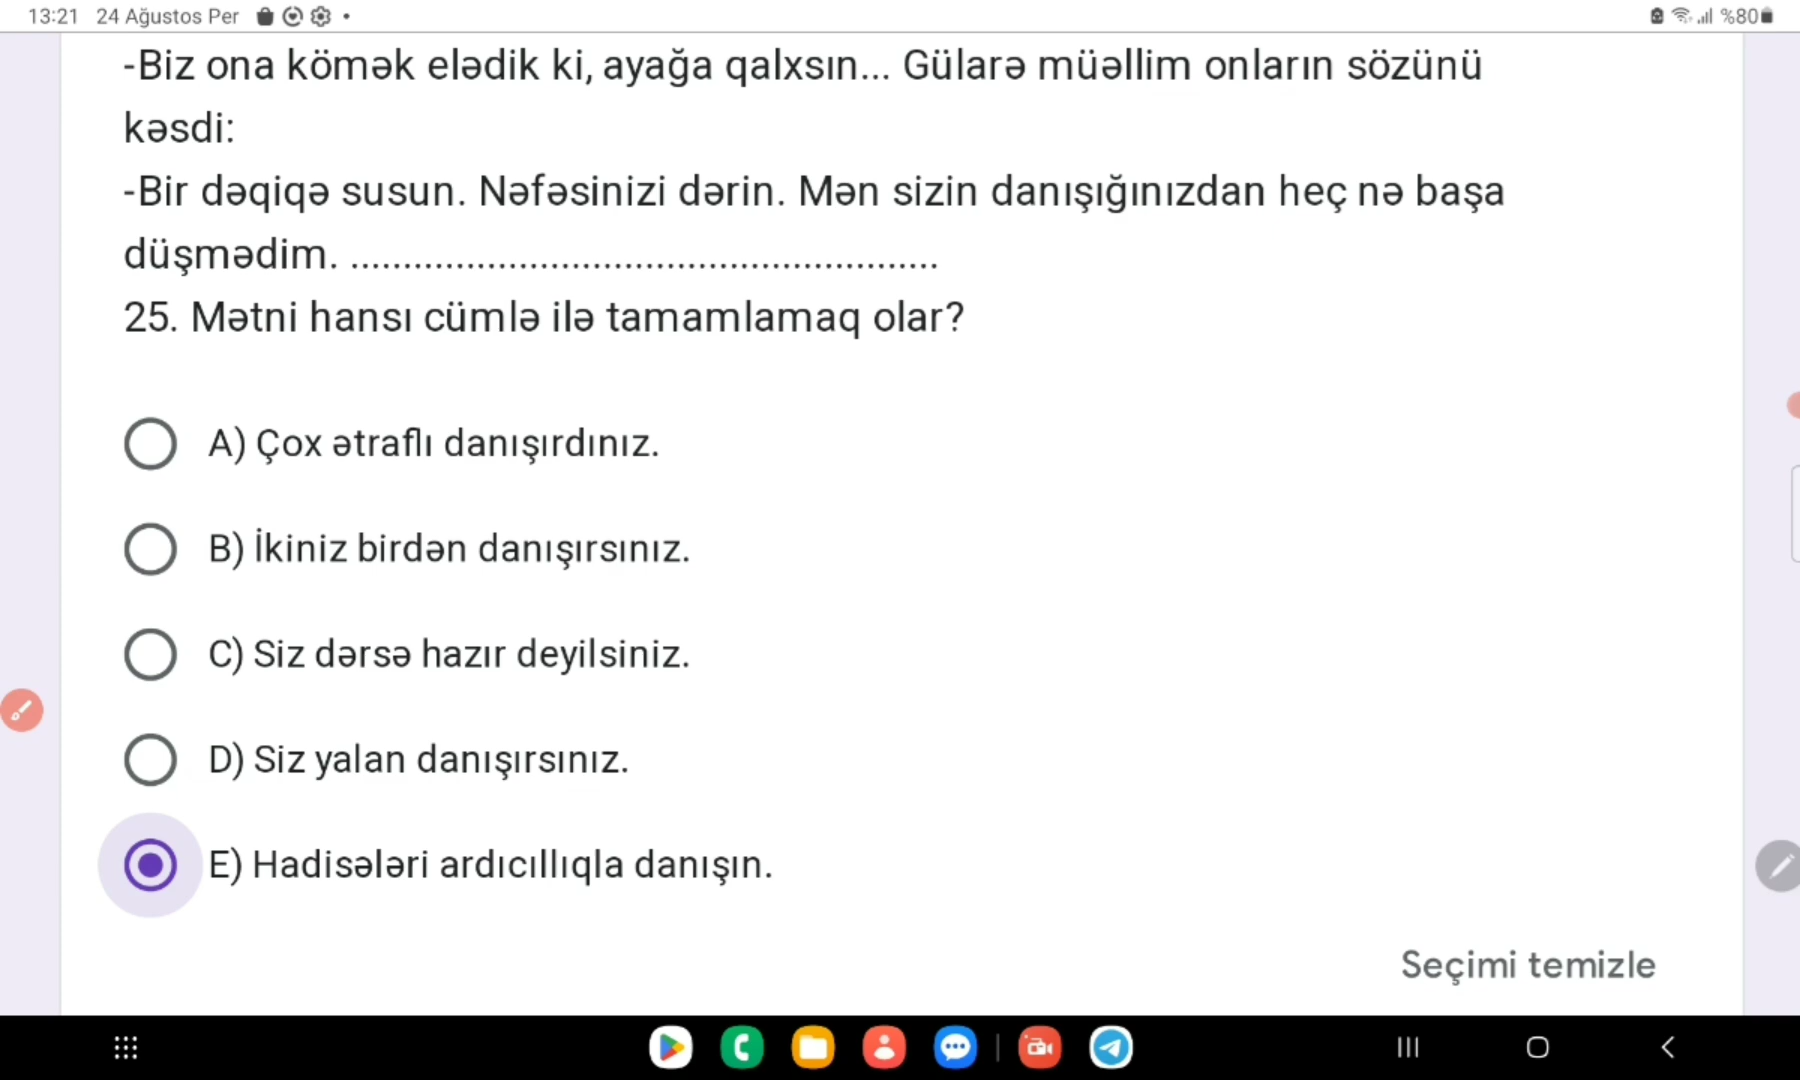 13:21 24 Ağustos Per %80
-Biz ona kömək elədik ki, ayağa qalxsın... Gülarə müəllim onların sözünü
kəsdi:
-Bir dəqiqə susun. Nəfəsinizi dərin. Mən sizin danışığınızdan heç nə başa
düşmədim. ........................................................
25. Mətni hansı cümlə ilə tamamlamaq olar?
A) Çox ətraflı danışırdınız.
B) İkiniz birdən danışırsınız.
C) Siz dərsə hazır deyilsiniz.
D) Siz yalan danışırsınız.
E) Hadisələri ardıcıllıqla danışın.
Seçimi temizle